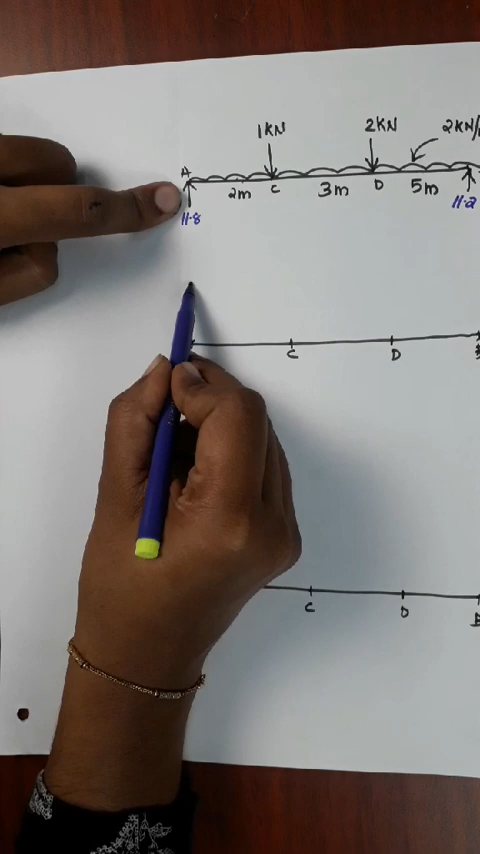 1KN 2KN 2KN/
A
2m C 3m D 5m
11.8 11.2
C D B
C D B